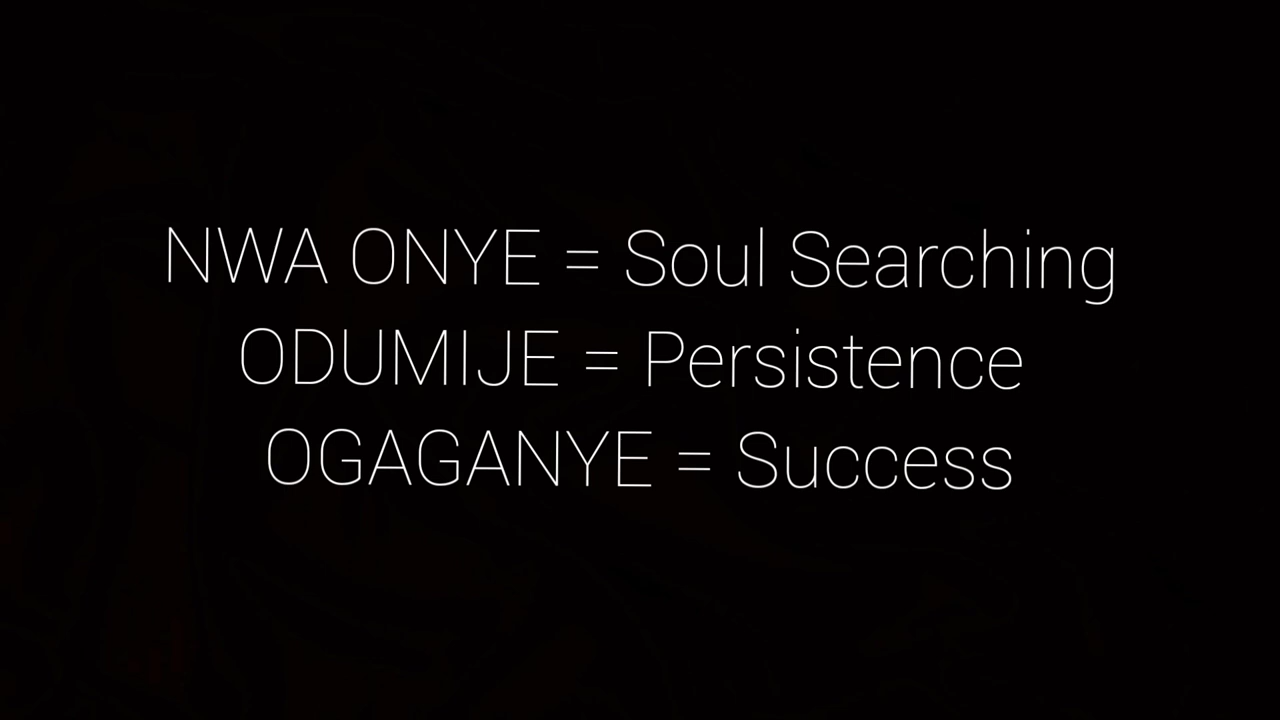 NWA ONYE = Soul Searching
ODUMIJE = Persistence
OGAGANYE = Success